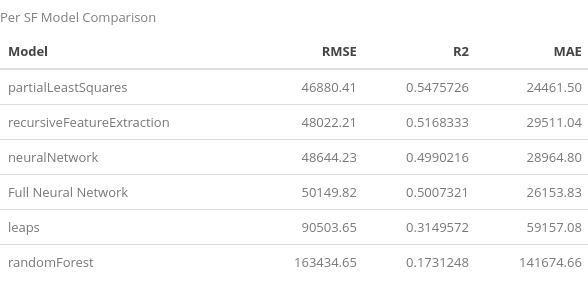 Per SF Model Comparison
Model RMSE R2 MAE
partialLeastSquares 46880.41 0.5475726 24461.50
recursiveFeatureExtraction 48022.21 0.5168333 29511.04
neuralNetwork 48644.23 0.4990216 28964.80
Full Neural Network 50149.82 0.5007321 26153.83
leaps 90503.65 0.3149572 59157.08
randomForest 163434.65 0.1731248 141674.66